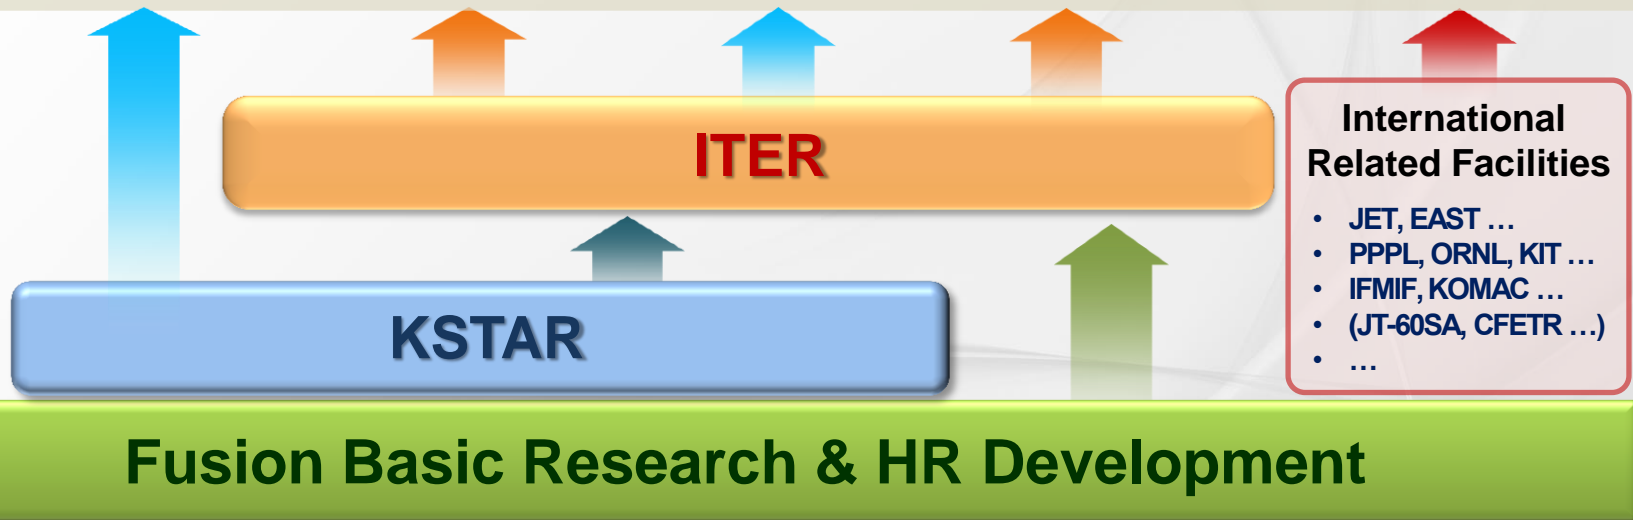 ITER
International
Related Facilities
• JET, EAST …
• PPPL, ORNL, KIT …
• IFMIF, KOMAC …
• (JT-60SA, CFETR …)
• …
KSTAR
Fusion Basic Research & HR Development